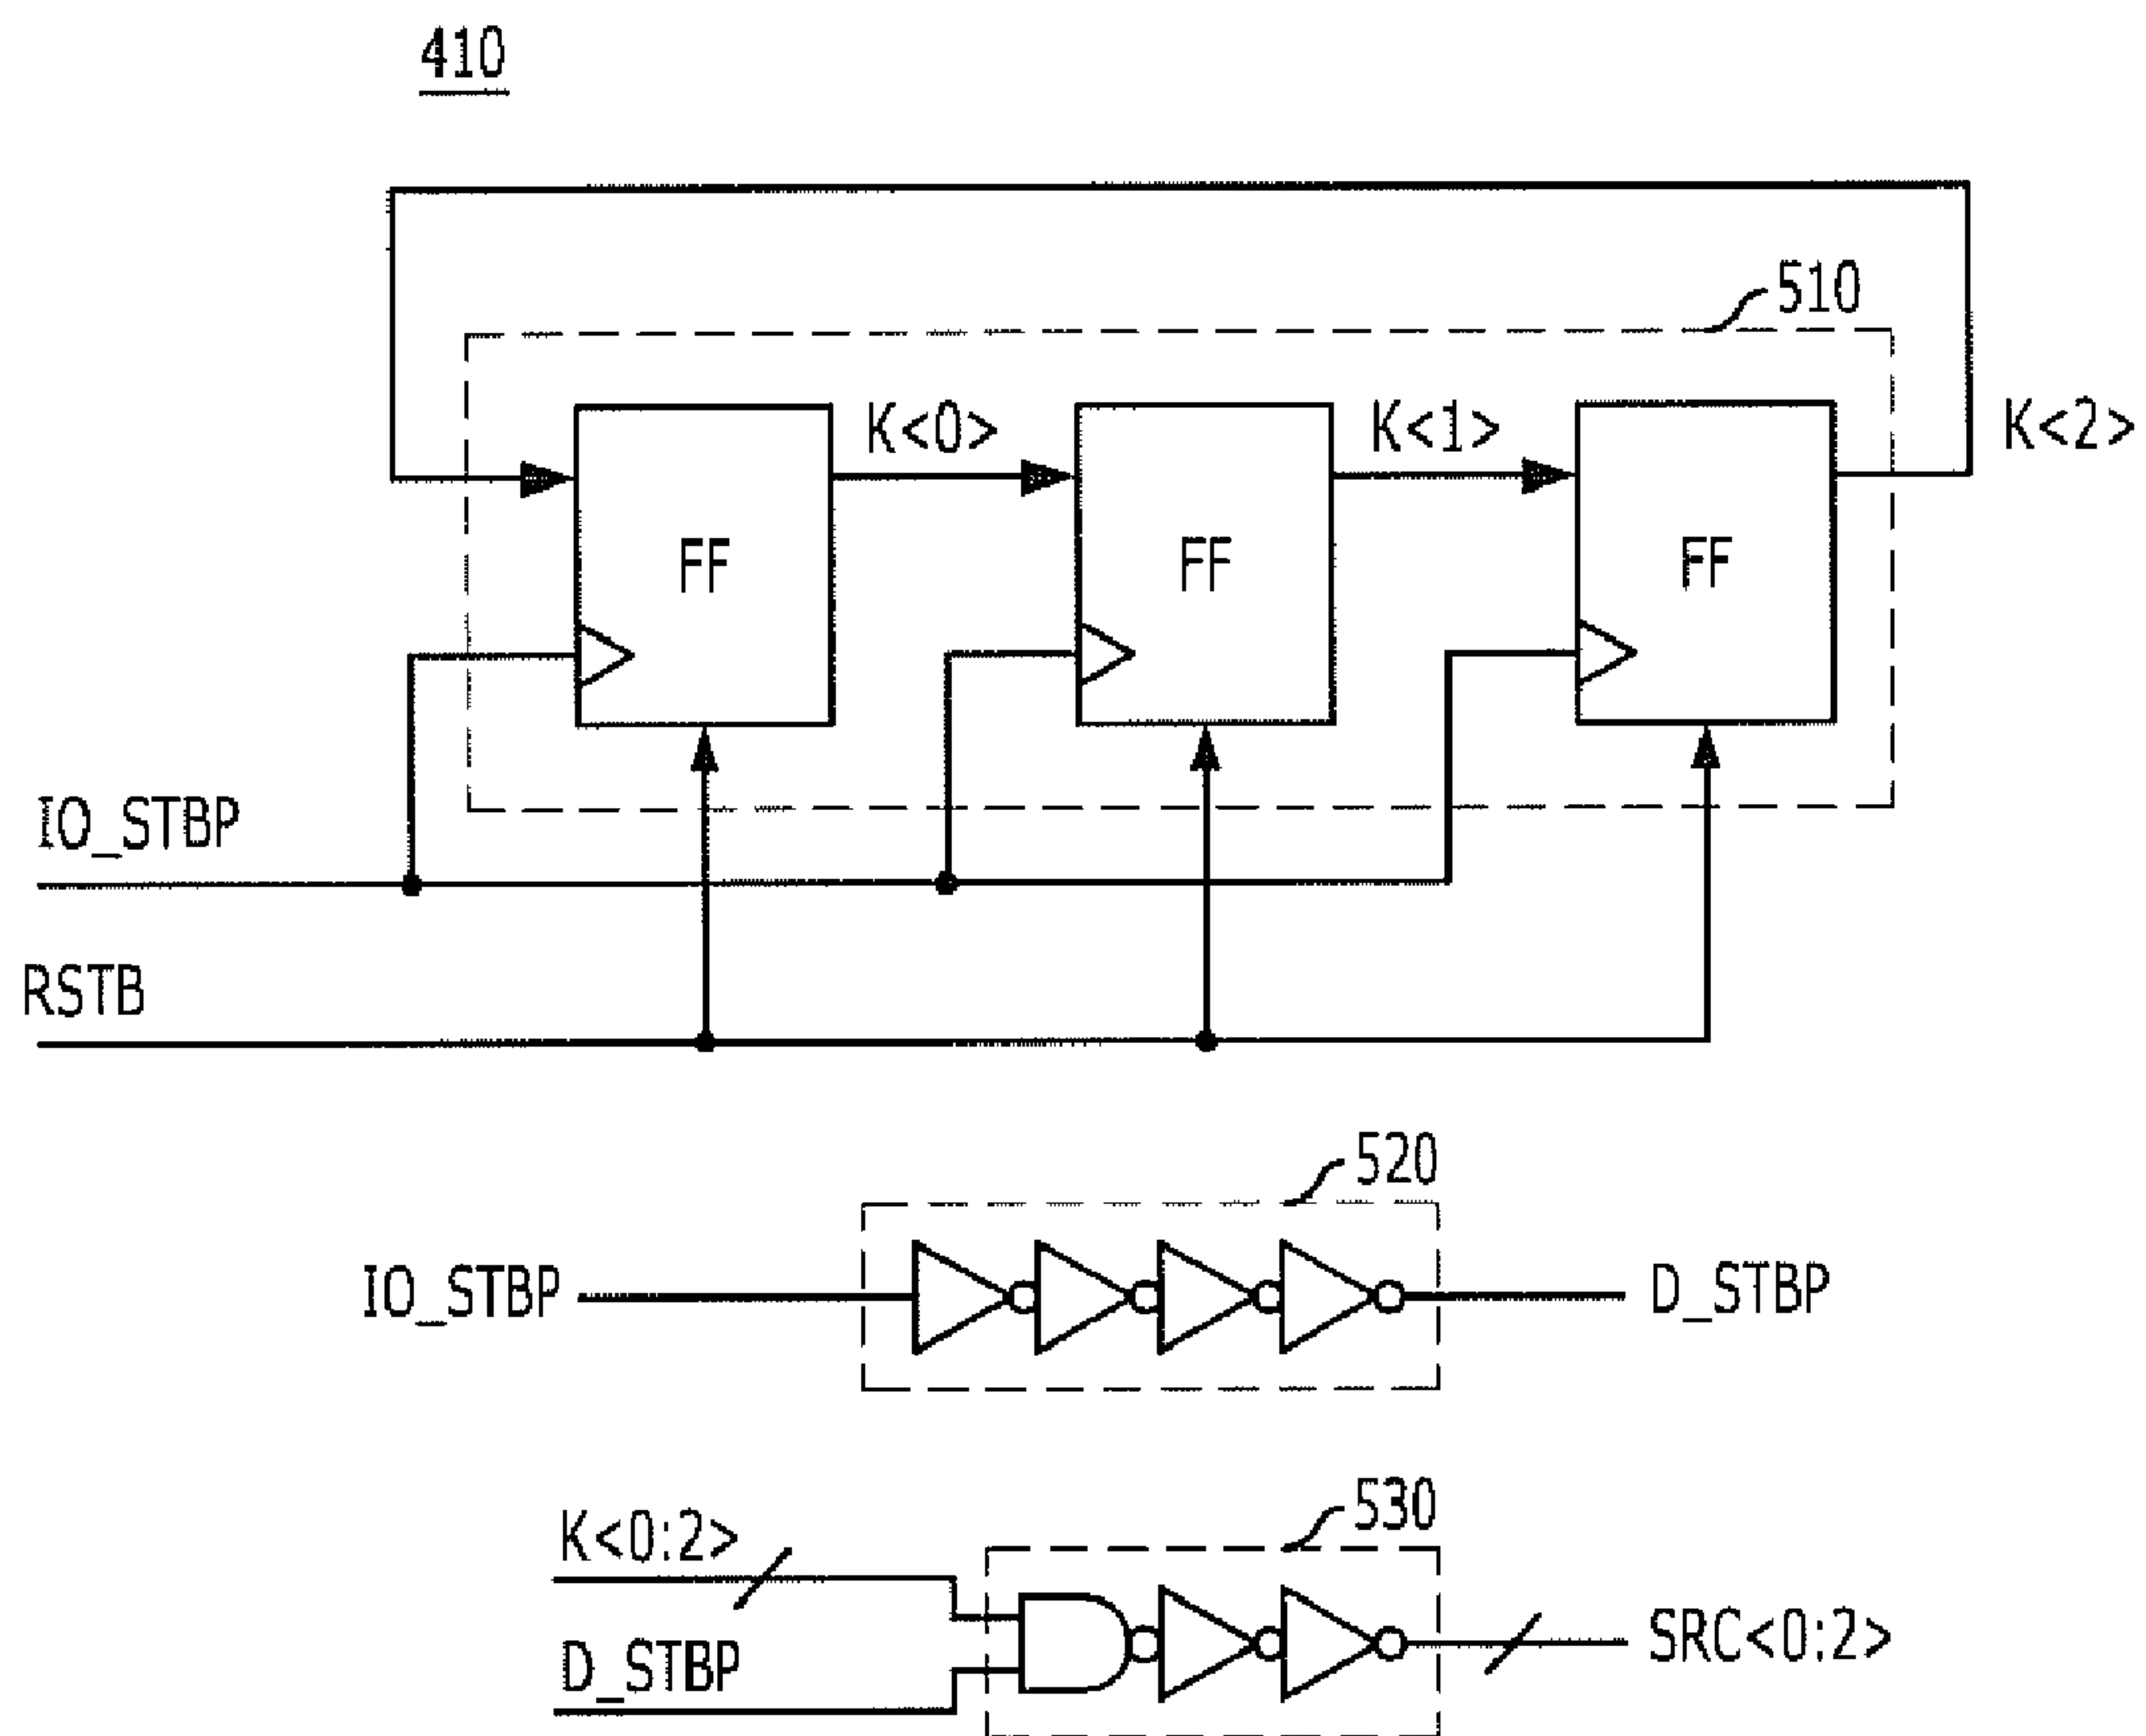 410
510
K<0>
K<1>
K<2>
FF
FF
FF
IO_STBP
RSTB
520
IO_STBP
D_STBP
530
K<0:2>
D_STBP
SRC<0:2>